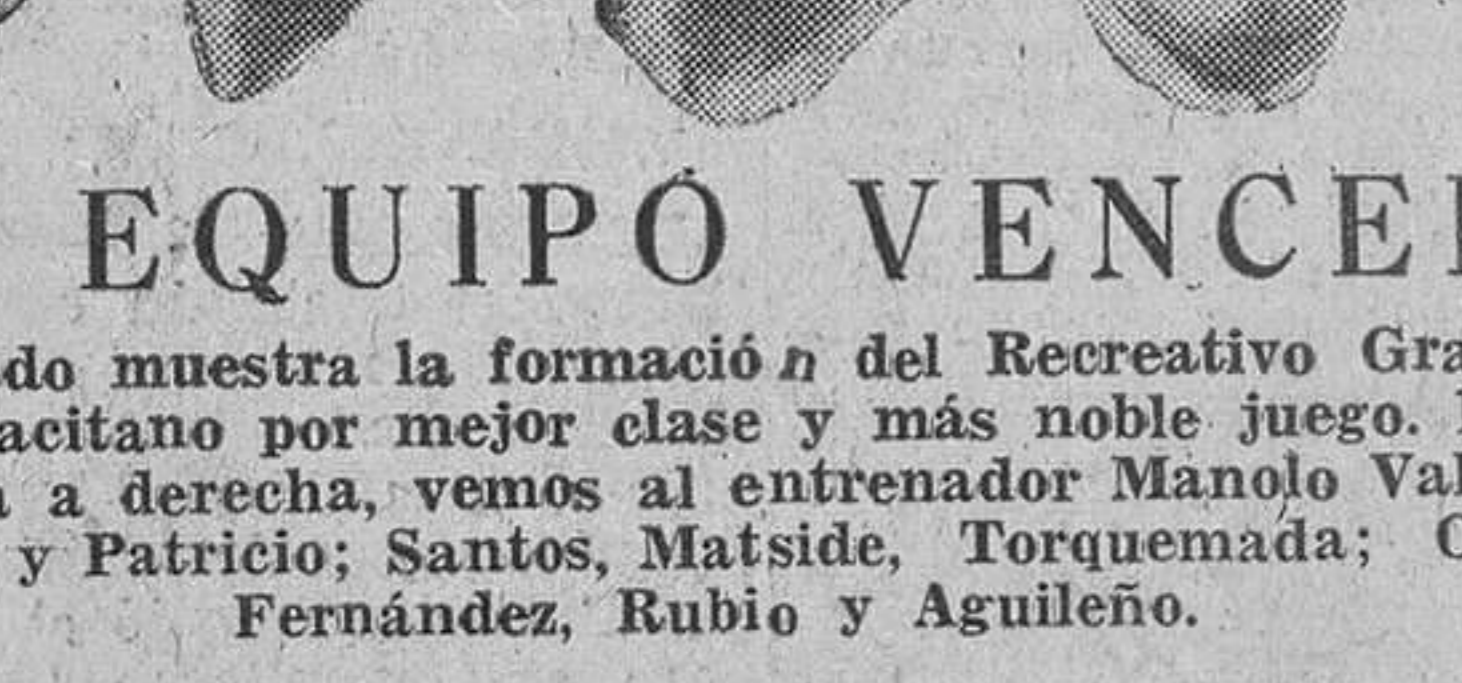 EQUIPO VENCE
do muestra la formación del Recreativo Gra
acitano por mejor clase y más noble juego.
a derecha, vemos al entrenador Manolo Val
y Patricio; Santos, Matside, Torquemada;
Fernández, Rubio y Aguileño.